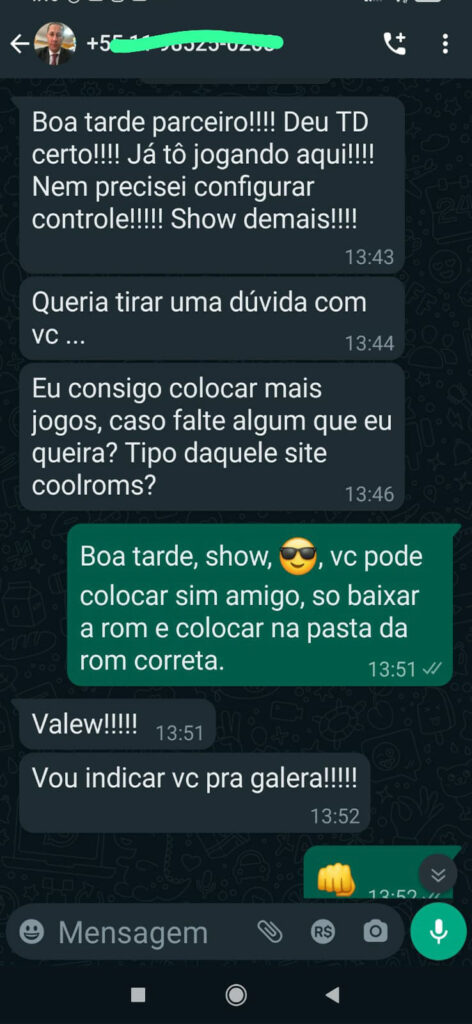 Boa tarde parceiro!!!! Deu TD
certo!!!! Já tô jogando aqui!!!!
Nem precisei configurar
controle!!!!! Show demais!!!!
13:43
Queria tirar uma dúvida com
vc ...
13:44
Eu consigo colocar mais
jogos, caso falte algum que eu
queira? Tipo daquele site
coolroms?
13:46
Boa tarde, show, 😎, vc pode
colocar sim amigo, so baixar
a rom e colocar na pasta da
rom correta.
13:51
Valew!!!!!
13:51
Vou indicar vc pra galera!!!!!
13:52
👊
13:52
Mensagem
R$